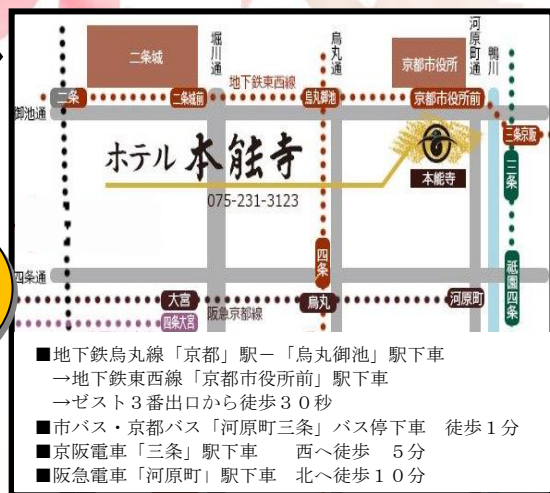 二条城
堀川通
烏丸通
京都市役所
河原町通
鴨川
地下鉄東西線
二条
二条城前
烏丸御池
京都市役所前
御池通
三条京阪
ホテル 本能寺
本能寺
三条
075-231-3123
四条通
四条
祇園四条
大宮
阪急京都線
烏丸
河原町
四条大宮
■地下鉄烏丸線「京都」駅－「烏丸御池」駅下車
→地下鉄東西線「京都市役所前」駅下車
→ゼスト３番出口から徒歩３０秒
■市バス・京都バス「河原町三条」バス停下車　徒歩１分
■京阪電車「三条」駅下車　　西へ徒歩　５分
■阪急電車「河原町」駅下車　北へ徒歩１０分